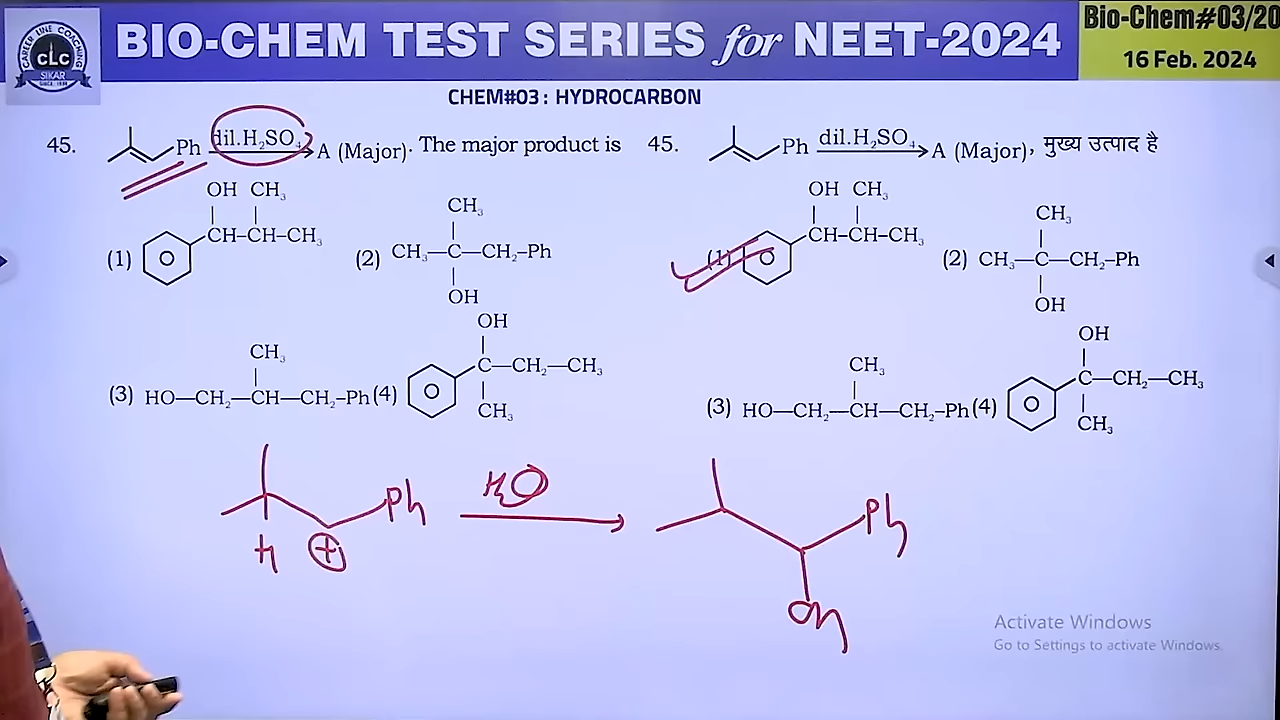 CAREER LINE COACHING
CLC
SIKAR
BIO-CHEM TEST SERIES for NEET-2024
Bio-Chem#03/20
16 Feb. 2024
CHEM#03 : HYDROCARBON
45. Ph dil.H₂SO₄ A (Major). The major product is
OH CH₃
(1) CH–CH–CH₃
CH₃
(2) CH₃–C–CH₂–Ph
OH
CH₃
(3) HO–CH₂–CH–CH₂–Ph
OH
(4) C–CH₂–CH₃
CH₃
45. Ph dil.H₂SO₄ A (Major), मुख्य उत्पाद है
OH CH₃
(1) CH–CH–CH₃
CH₃
(2) CH₃–C–CH₂–Ph
OH
CH₃
(3) HO–CH₂–CH–CH₂–Ph
OH
(4) C–CH₂–CH₃
CH₃
Ph H₂O Ph
H +
OH
Activate Windows
Go to Settings to activate Windows.